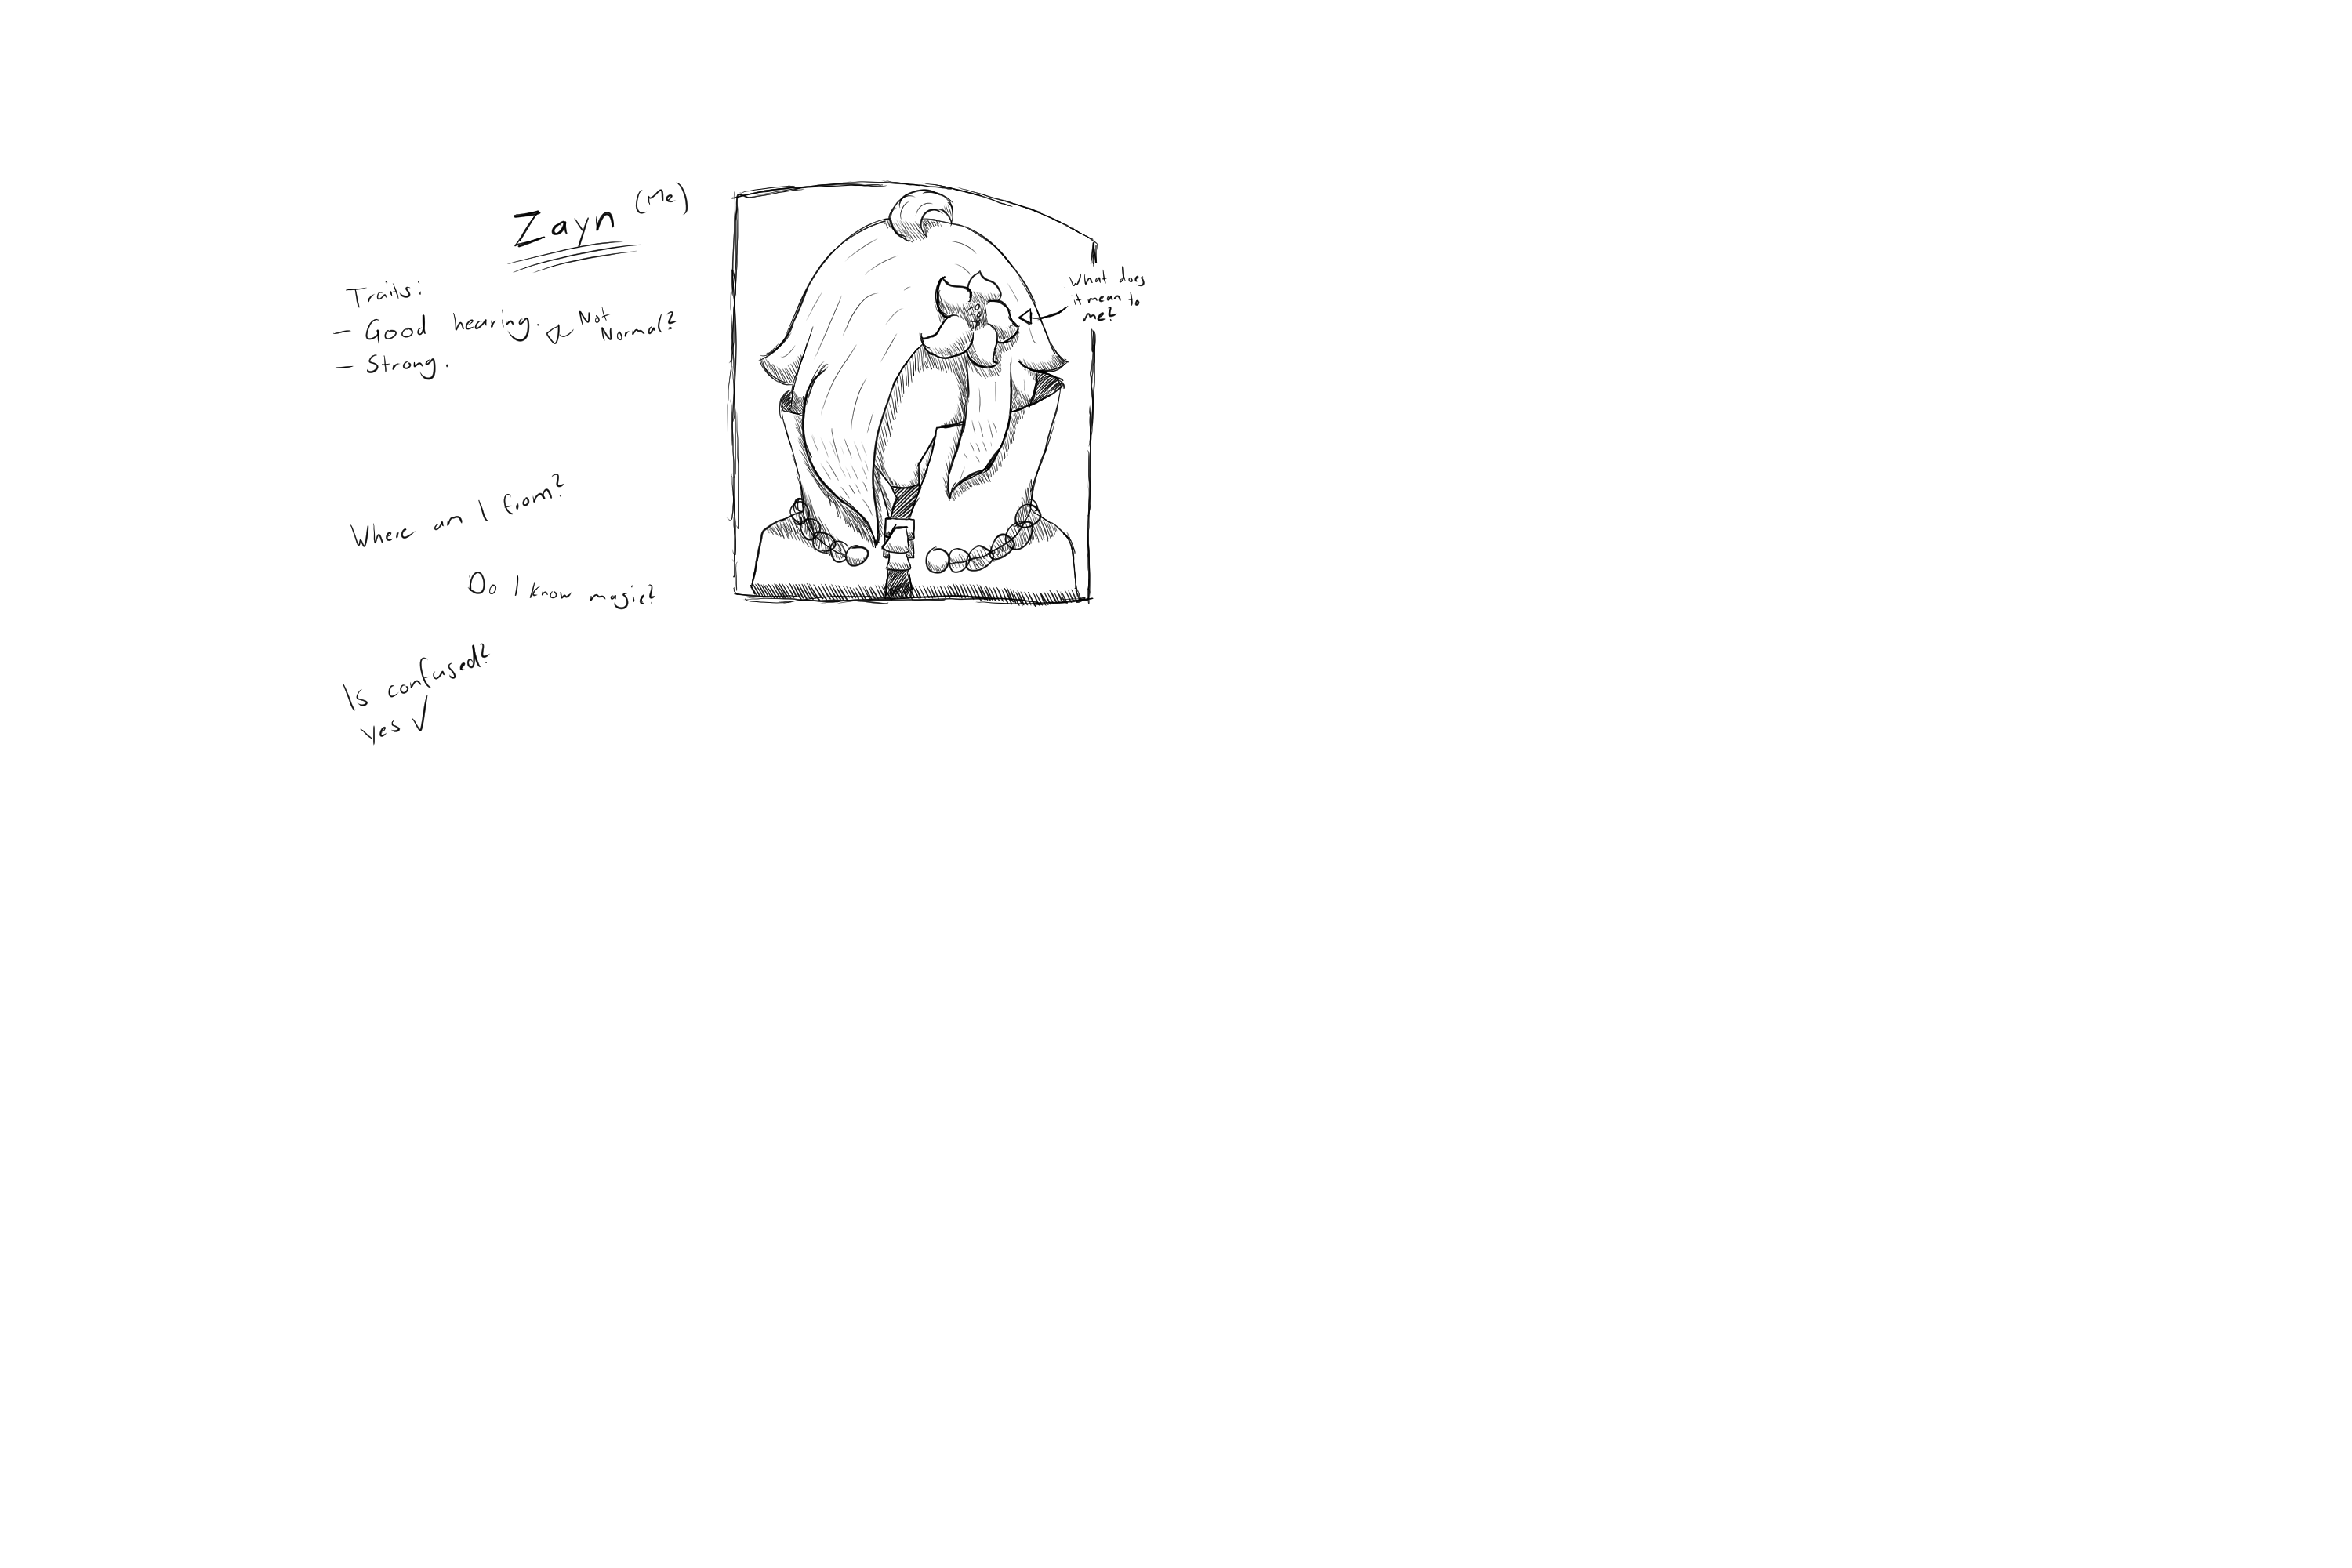 Zayn (Me)
Traits:
- Good hearing. Not
Normal?
- Strong.
What does
it mean to
me?
Where am I from?
Do I know magic?
Is confused?
yes ✓